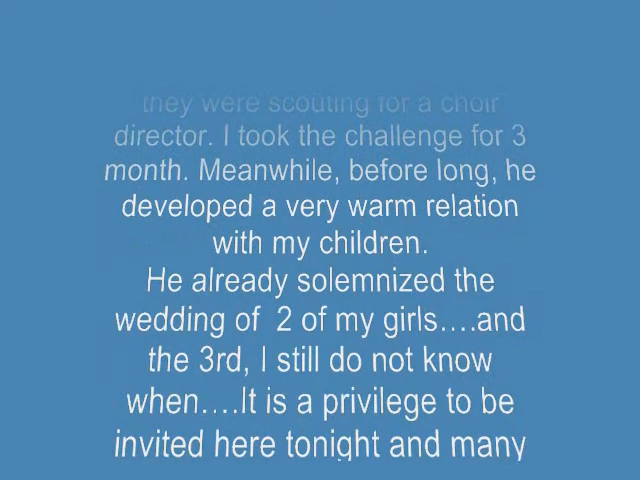 they were scouting for a choir
director. I took the challenge for 3
month. Meanwhile, before long, he
developed a very warm relation
with my children.
He already solemnized the
wedding of  2 of my girls….and
the 3rd, I still do not know
when….It is a privilege to be
invited here tonight and many